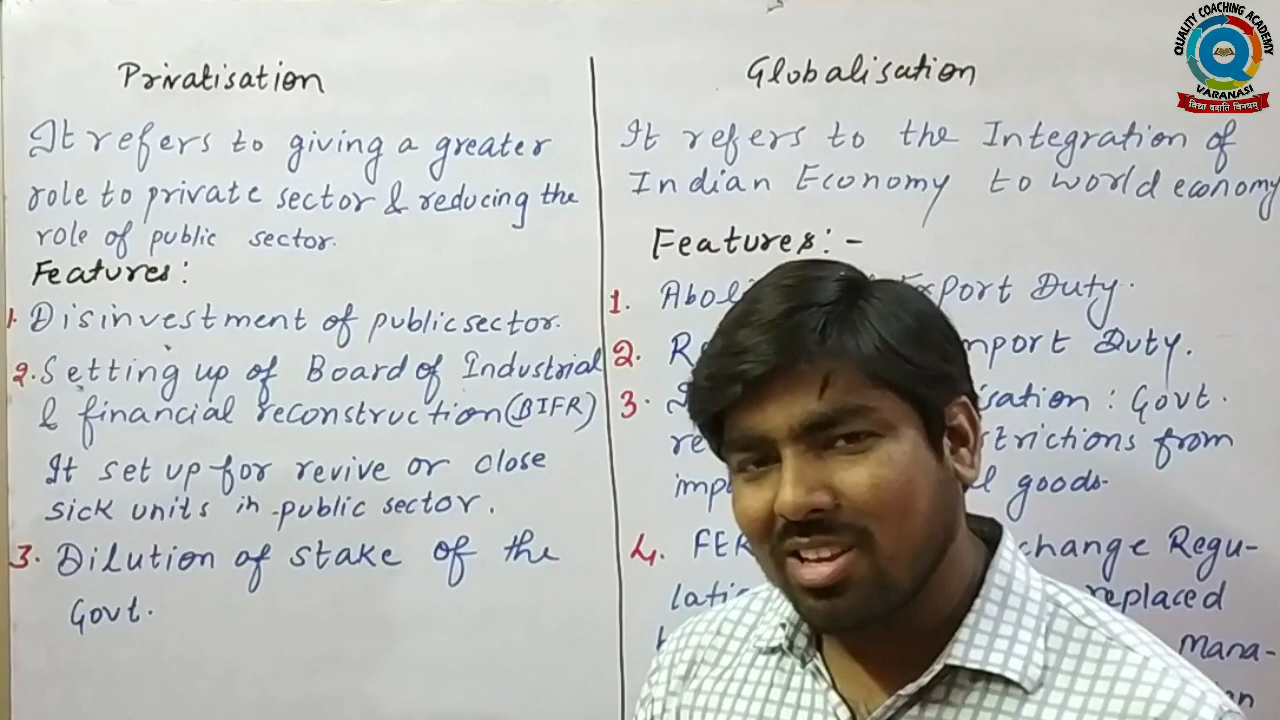 Privatisation
It refers to giving a greater
role to private sector & reducing the
role of public sector.
Features:
1. Disinvestment of public sector.
2. Setting up of Board of Industrial
& financial reconstruction (BIFR)
It set up for revive or close
sick units in public sector.
3. Dilution of stake of the
Govt.
Globalisation
It refers to the Integration of
Indian Economy to world economy
Features:-
1. Export Duty.
2. Import Duty.
3. : Govt.
from
goods
4. Regu-
replaced
Mana-
QUALITY COACHING ACADEMY
VARANASI
विद्या ददाति विनयम्